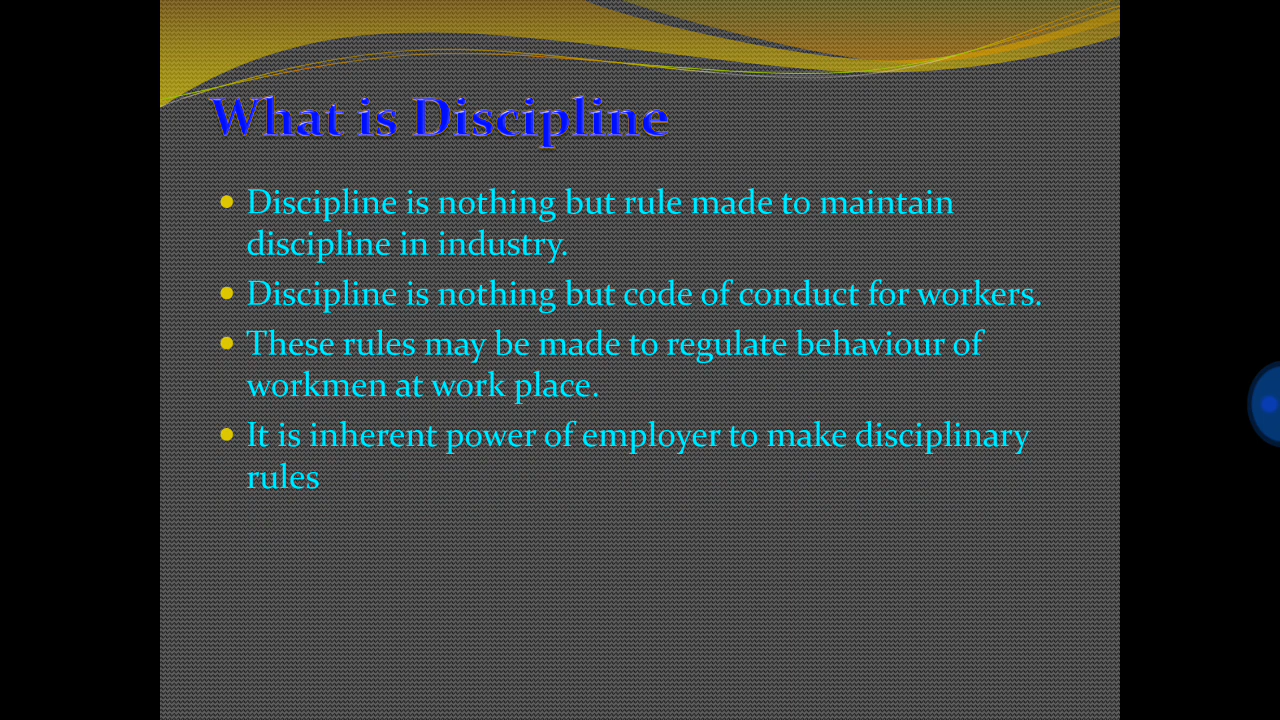 What is Discipline
Discipline is nothing but rule made to maintain
discipline in industry.
Discipline is nothing but code of conduct for workers.
These rules may be made to regulate behaviour of
workmen at work place.
It is inherent power of employer to make disciplinary
rules